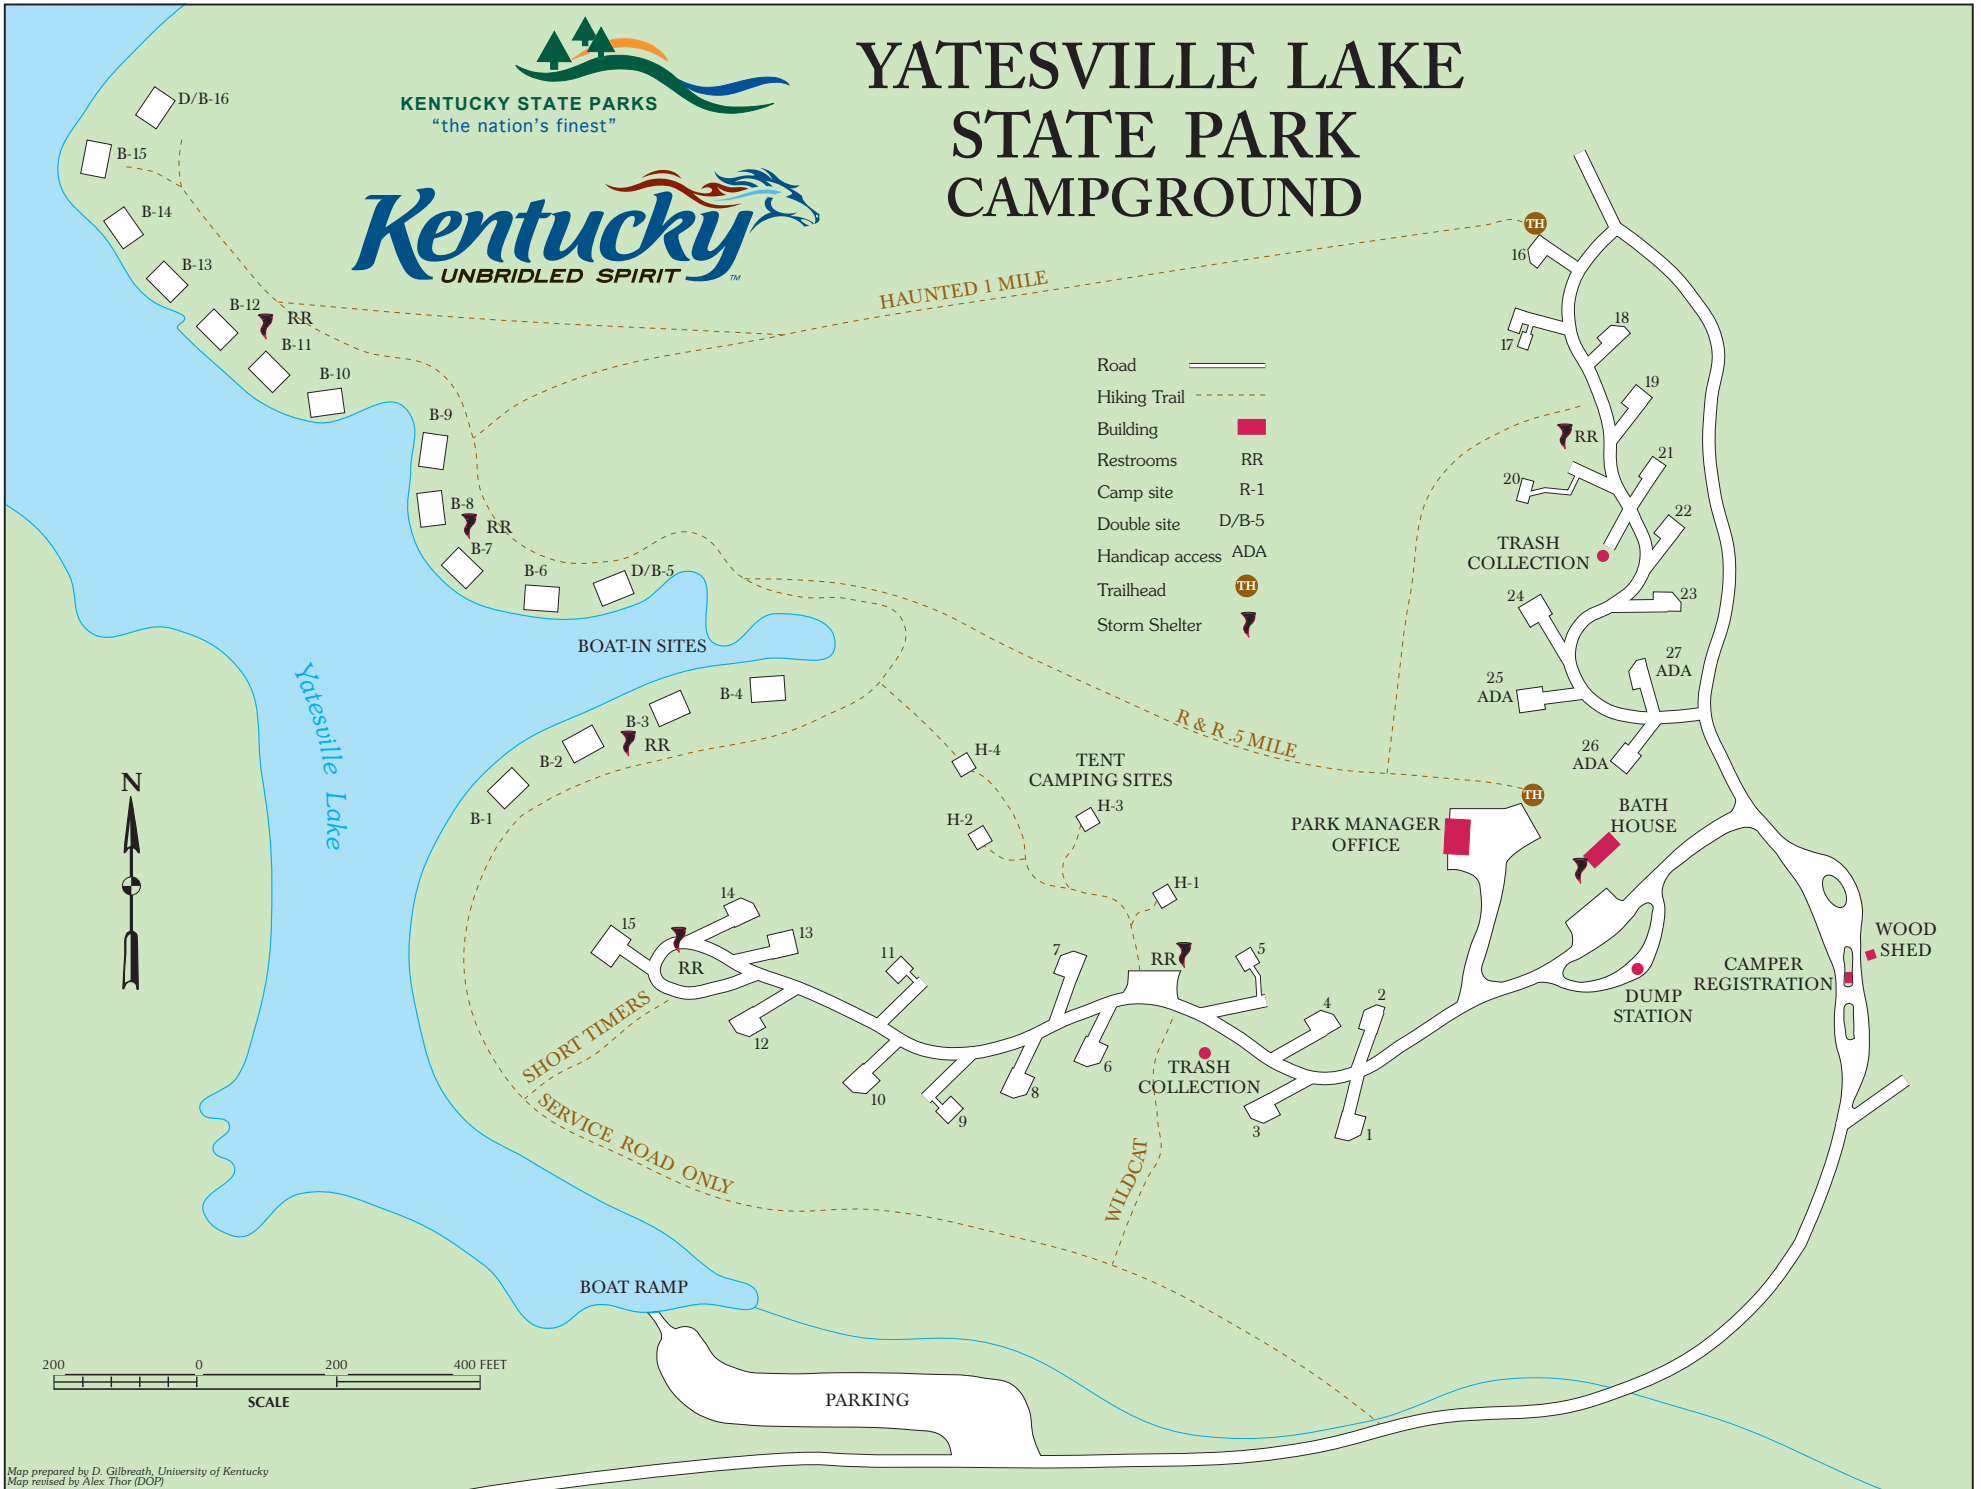 YATESVILLE LAKE
STATE PARK
CAMPGROUND
KENTUCKY STATE PARKS
“the nation’s finest”
Kentucky
UNBRIDLED SPIRIT™
D/B-16
B-15
B-14
B-13
B-12
RR
B-11
B-10
B-9
B-8
RR
B-7
B-6
D/B-5
BOAT-IN SITES
B-4
B-3
RR
B-2
B-1
HAUNTED 1 MILE
TH
16
17
18
19
RR
20
21
22
TRASH
COLLECTION
23
24
25
ADA
27
ADA
26
ADA
Road
Hiking Trail
Building
Restrooms RR
Camp site R-1
Double site D/B-5
Handicap access ADA
Trailhead TH
Storm Shelter
Yatesville Lake
N
R & R .5 MILE
TH
H-4
TENT
CAMPING SITES
H-3
H-2
H-1
PARK MANAGER
OFFICE
BATH
HOUSE
WOOD
SHED
CAMPER
REGISTRATION
DUMP
STATION
14
15
13
RR
12
11
10
9
8
7
6
RR
5
4
2
3
1
TRASH
COLLECTION
SHORT TIMERS
SERVICE ROAD ONLY
WILDCAT
BOAT RAMP
PARKING
200 0 200 400 FEET
SCALE
Map prepared by D. Gilbreath, University of Kentucky
Map revised by Alex Thor (DOP)